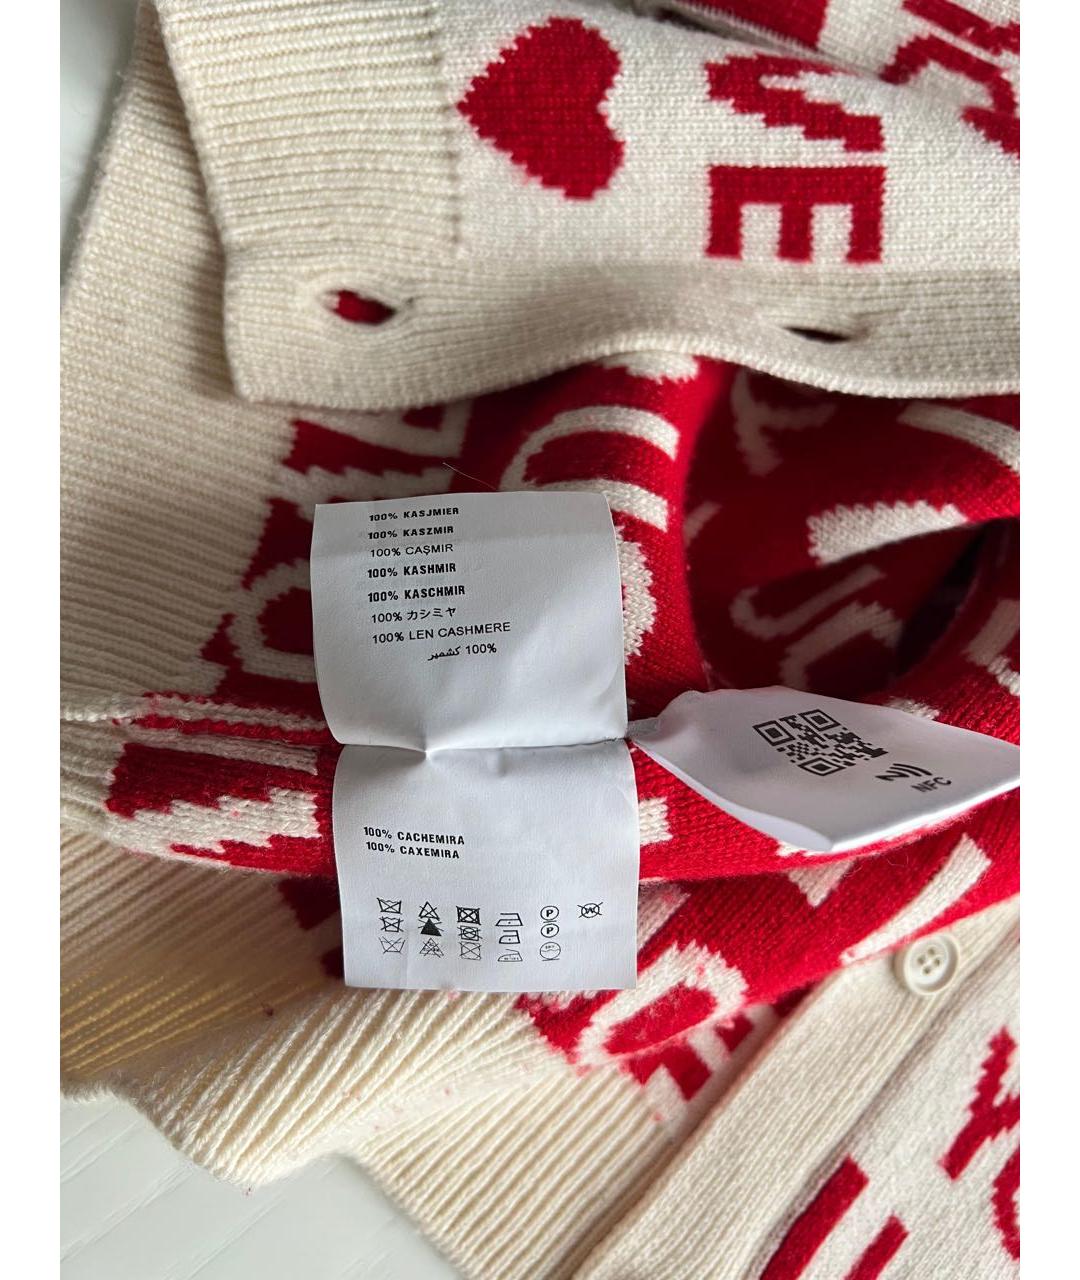 VE
100% KASJMIER
100% KASZMIR
100% CAŞMIR
100% KASHMIR
100% KASCHMIR
100% カシミヤ
100% LEN CASHMERE
100% كشمير
NFC
100% CACHEMIRA
100% CAXEMIRA
P
W
P